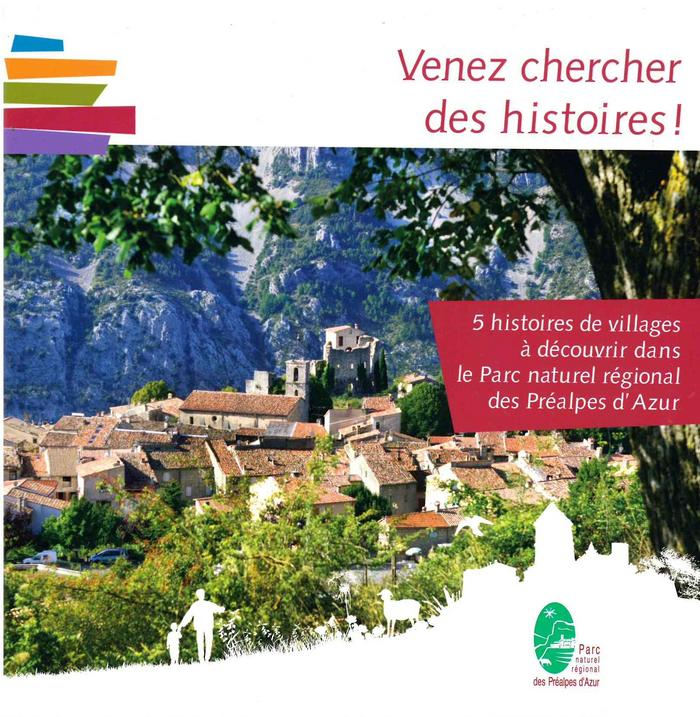 Venez chercher
des histoires !
5 histoires de villages
à découvrir dans
le Parc naturel régional
des Préalpes d'Azur
Parc
naturel
régional
des Préalpes d'Azur